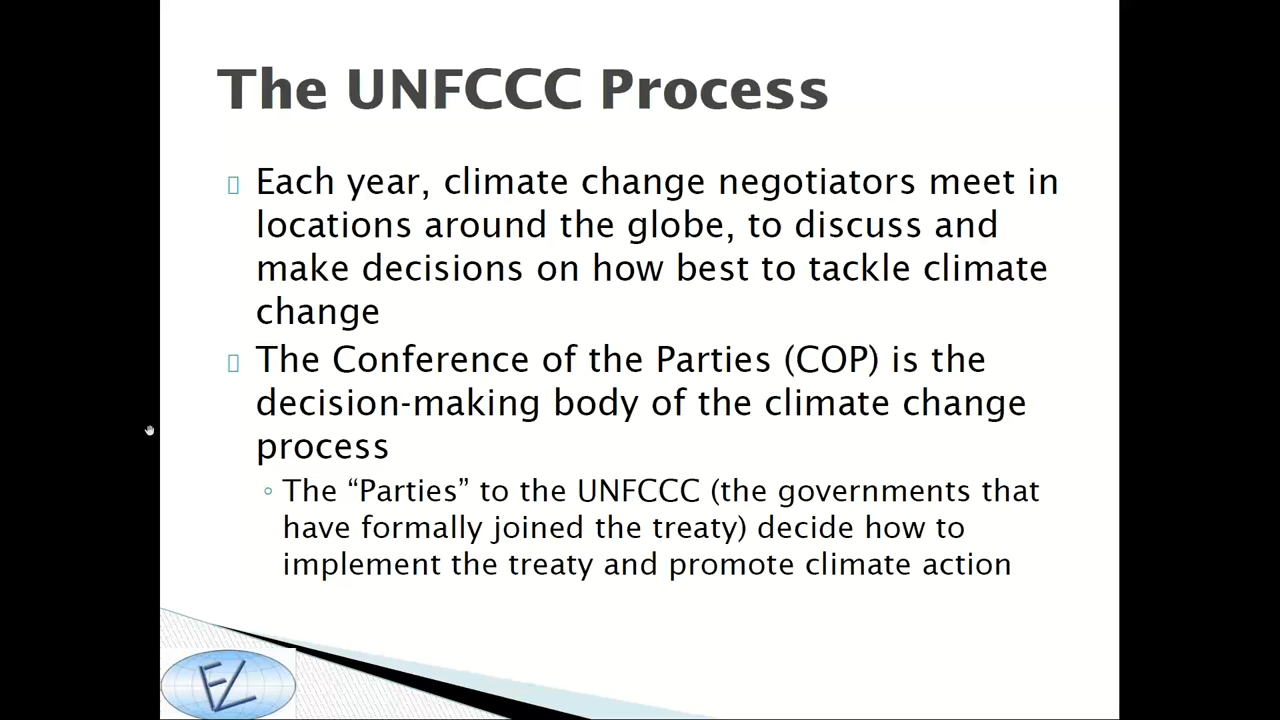 The UNFCCC Process
Each year, climate change negotiators meet in
locations around the globe, to discuss and
make decisions on how best to tackle climate
change
The Conference of the Parties (COP) is the
decision-making body of the climate change
process
The “Parties” to the UNFCCC (the governments that
have formally joined the treaty) decide how to
implement the treaty and promote climate action
EL